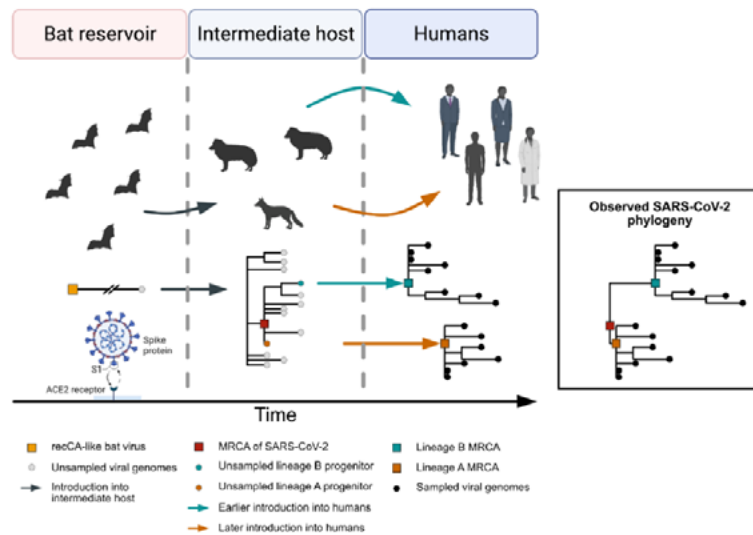 Bat reservoir
Intermediate host
Humans
Observed SARS-CoV-2
phylogeny
Spike
protein
S1
ACE2 receptor
Time
recCA-like bat virus
Unsampled viral genomes
Introduction into
intermediate host
MRCA of SARS-CoV-2
Unsampled lineage B progenitor
Unsampled lineage A progenitor
Earlier introduction into humans
Later introduction into humans
Lineage B MRCA
Lineage A MRCA
Sampled viral genomes